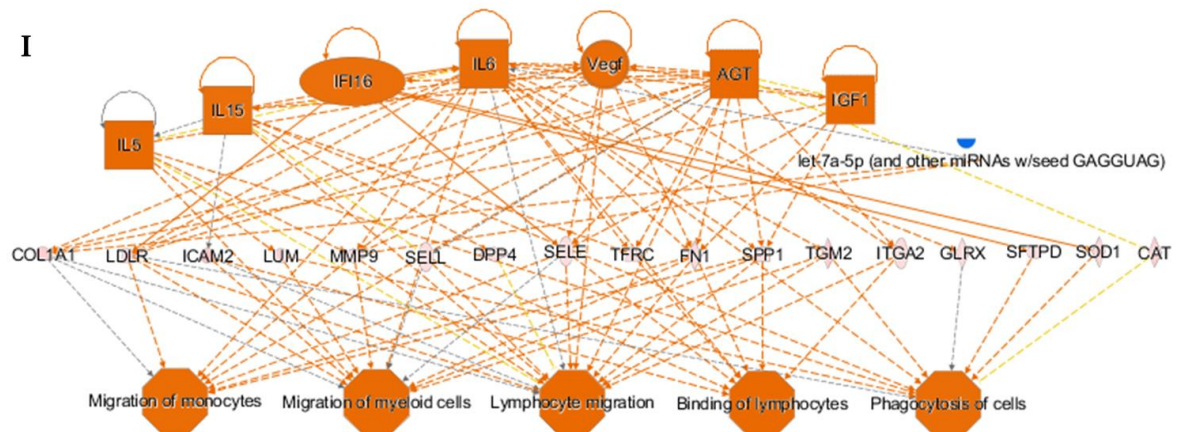 I
IL5
IL15
IFI16
IL6
Vegf
AGT
IGF1
let-7a-5p (and other miRNAs w/seed GAGGUAG)
COL1A1 LDLR ICAM2 LUM MMP9 SELL DPP4 SELE TFRC FN1 SPP1 TGM2 ITGA2 GLRX SFTPD SOD1 CAT
Migration of monocytes Migration of myeloid cells Lymphocyte migration Binding of lymphocytes Phagocytosis of cells